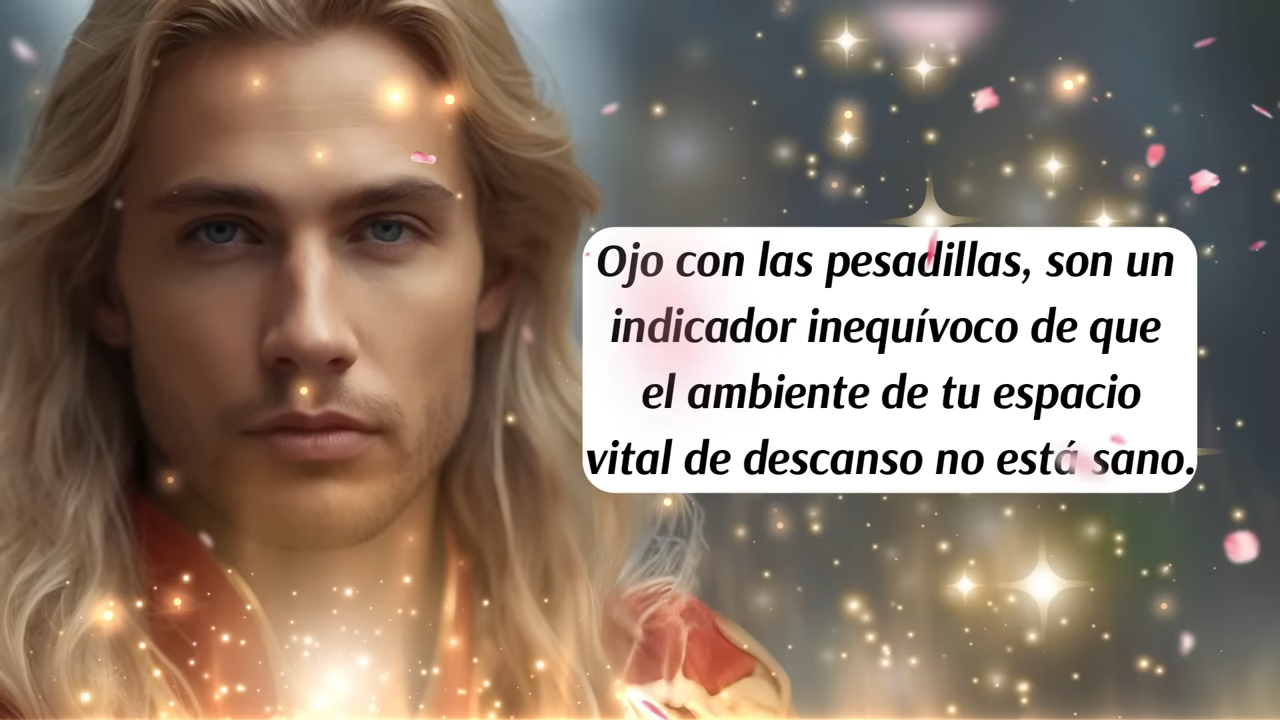 Ojo con las pesadillas, son un
indicador inequívoco de que
el ambiente de tu espacio
vital de descanso no está sano.